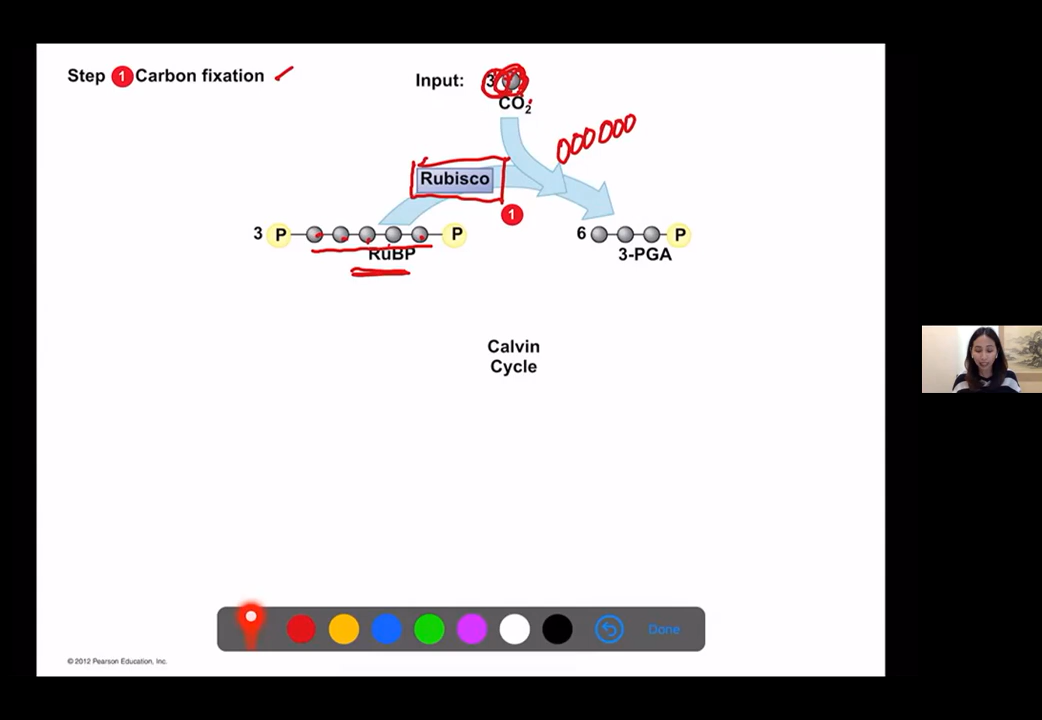 Step 1 Carbon fixation
Input: 3
CO2
Rubisco
1
3 P P
RuBP
6 P
3-PGA
Calvin
Cycle
Done
© 2012 Pearson Education, Inc.